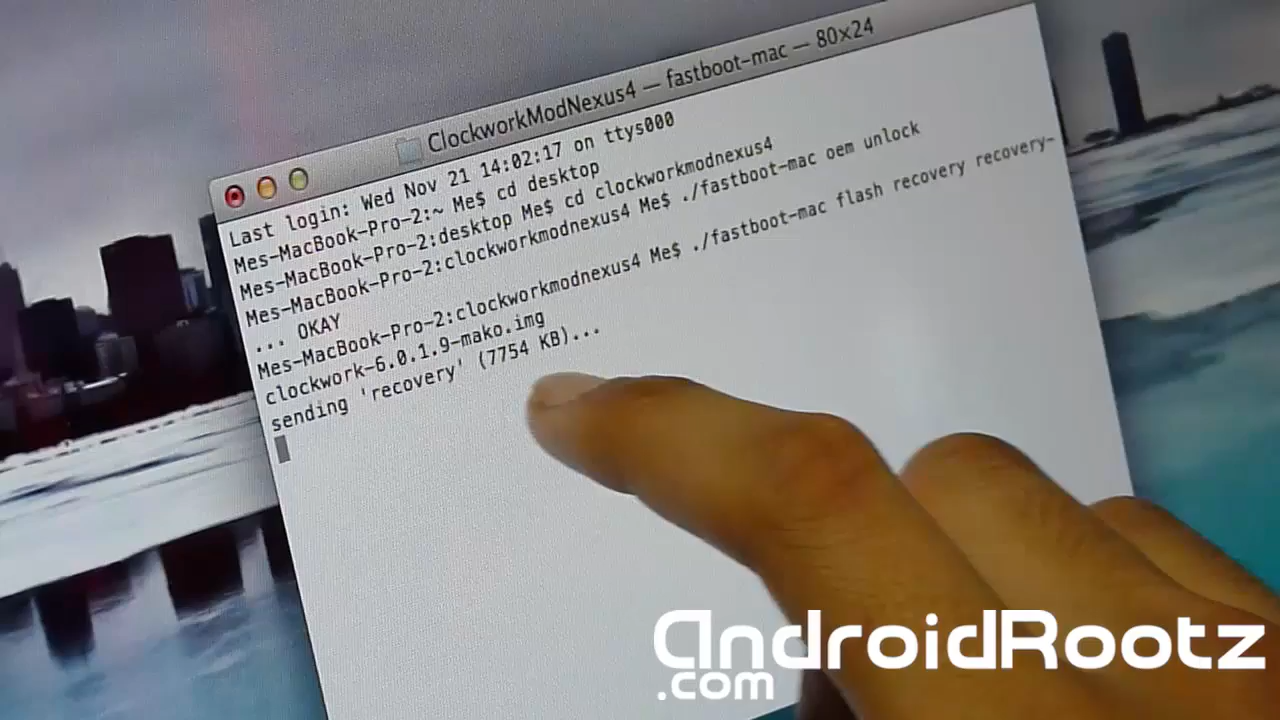 ClockworkModNexus4 — fastboot-mac — 80×24
Last login: Wed Nov 21 14:02:17 on ttys000
Mes-MacBook-Pro-2:~ Me$ cd desktop
Mes-MacBook-Pro-2:desktop Me$ cd clockworkmodnexus4
Mes-MacBook-Pro-2:clockworkmodnexus4 Me$ ./fastboot-mac oem unlock
... OKAY
Mes-MacBook-Pro-2:clockworkmodnexus4 Me$ ./fastboot-mac flash recovery recovery-
clockwork-6.0.1.9-mako.img
sending 'recovery' (7754 KB)...
AndroidRootz
.com